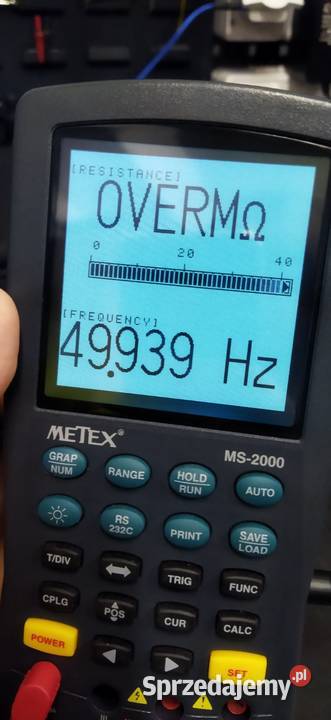 [RESISTANCE]
OVERMΩ
0 20 40
[FREQUENCY]
49.939 Hz
METEX®
MS-2000
GRAP
NUM
RANGE
HOLD
RUN
AUTO
RS
232C
PRINT
SAVE
LOAD
T/DIV
TRIG
FUNC
CPLG
POS
CUR
CALC
POWER
SET
Sprzedajemy.pl